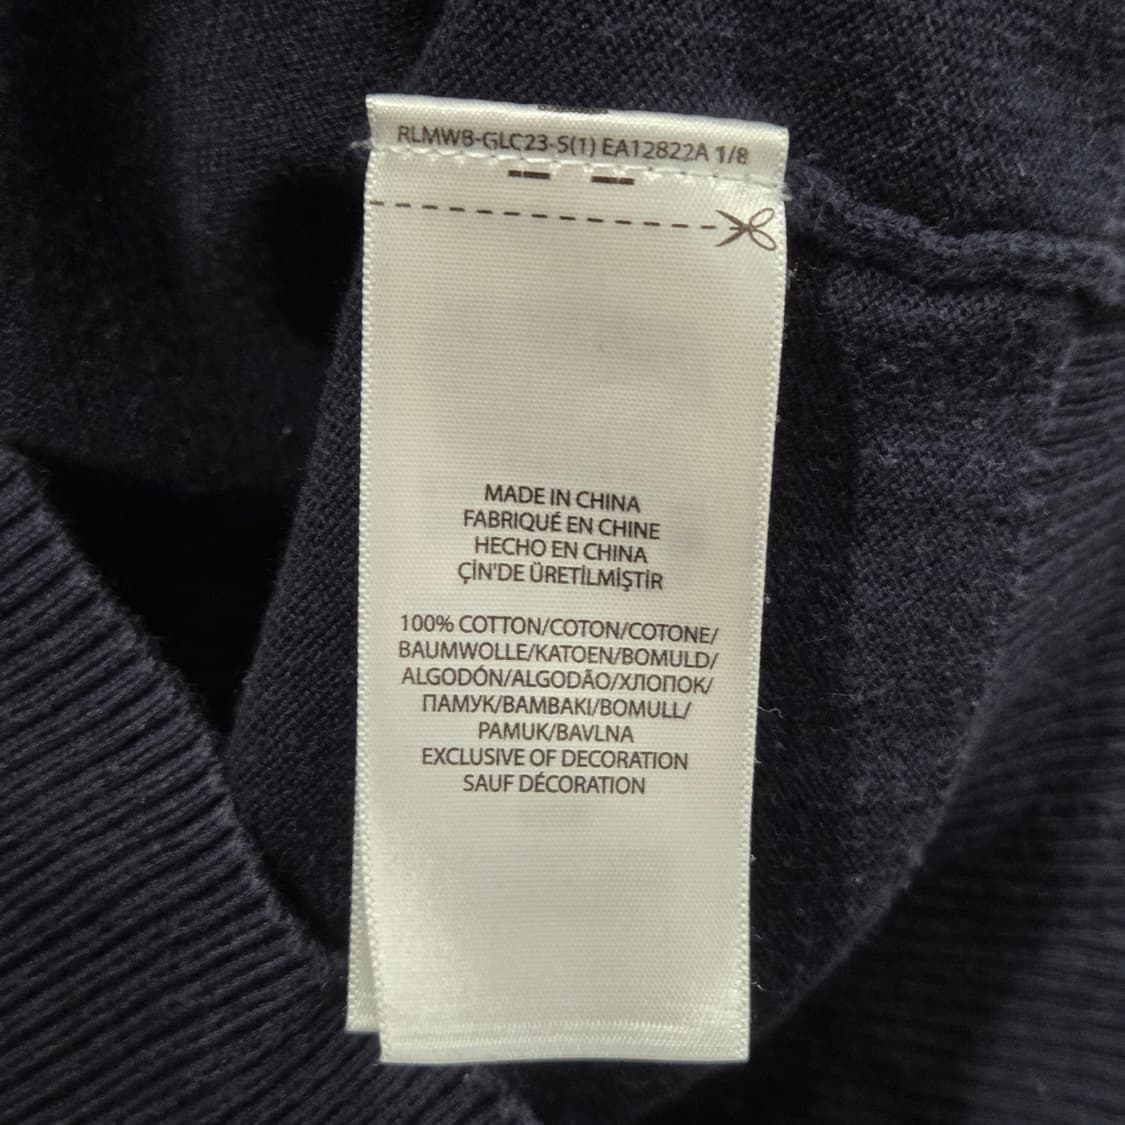 RLMWB-GLC23-S(1) EA12822A 1/8
MADE IN CHINA
FABRIQUÉ EN CHINE
HECHO EN CHINA
ÇİN'DE ÜRETİLMİŞTİR
100% COTTON/COTON/COTONE/
BAUMWOLLE/KATOEN/BOMULD/
ALGODÓN/ALGODÃO/ХЛОПОК/
ПАМУК/BAMBAKI/BOMULL/
PAMUK/BAVLNA
EXCLUSIVE OF DECORATION
SAUF DÉCORATION